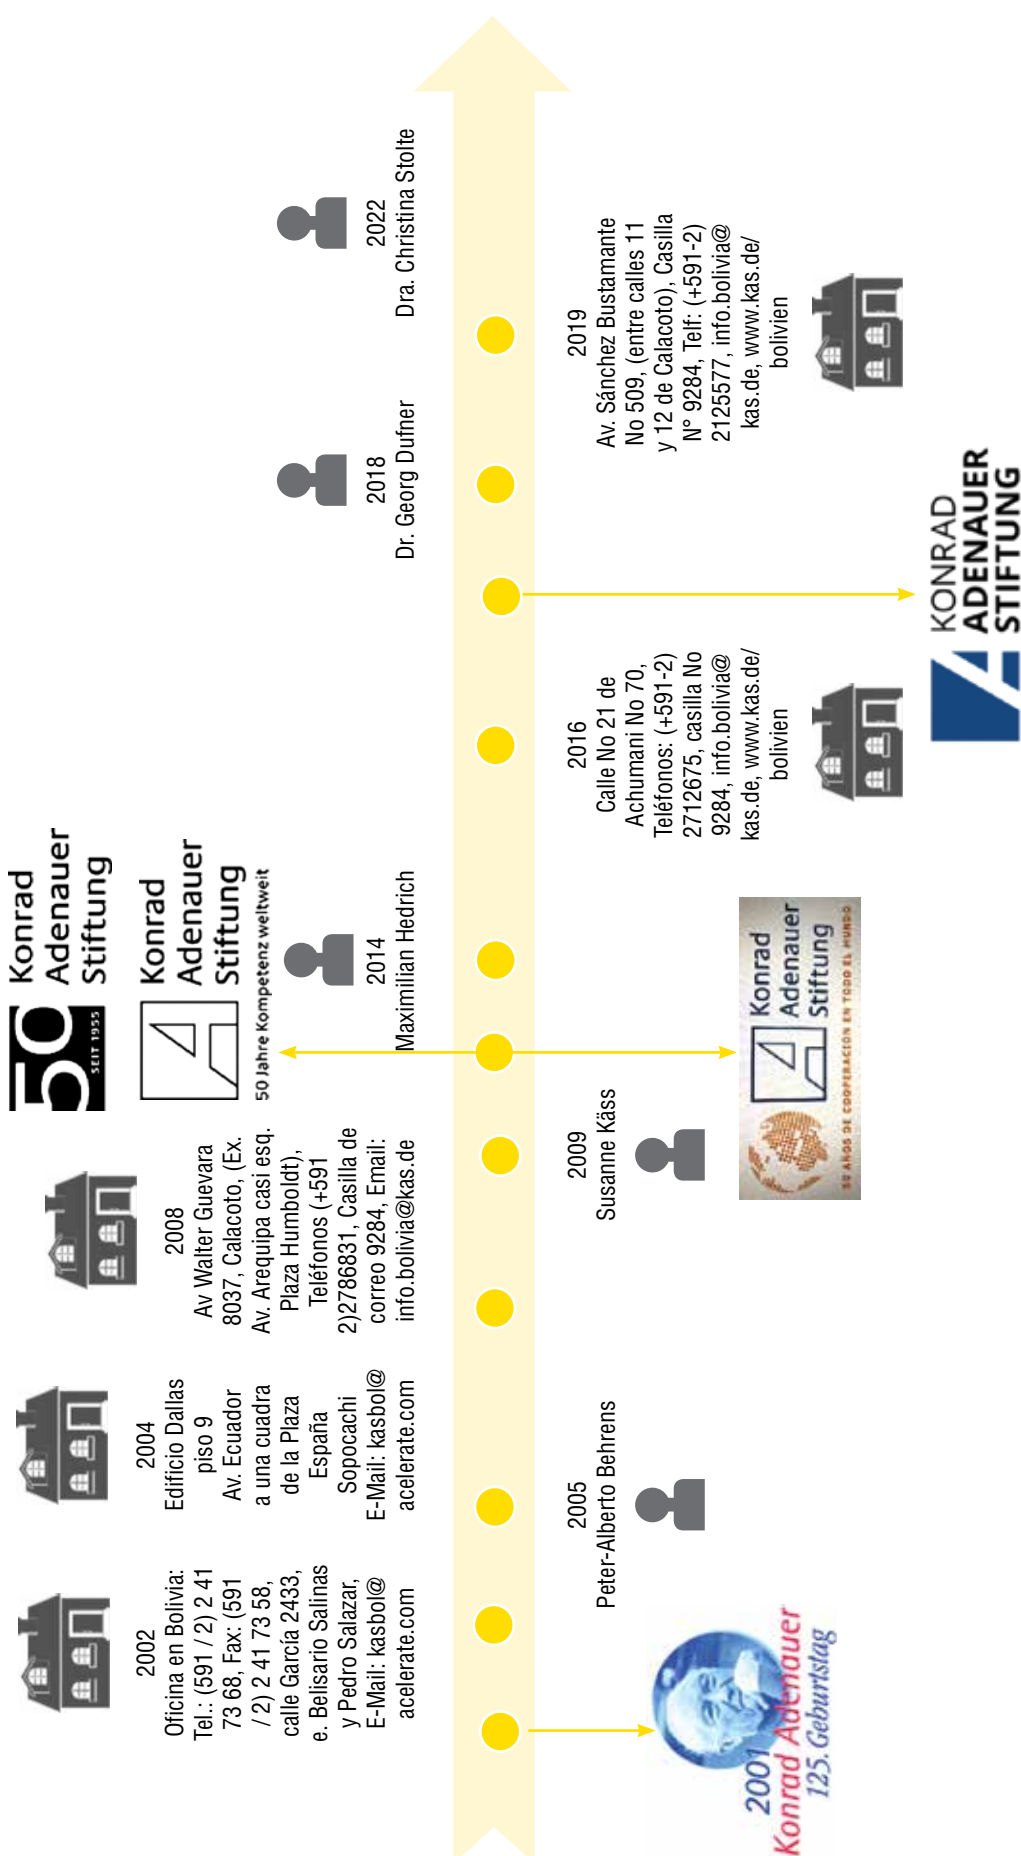 2002
Oficina en Bolivia:
Tel.: (591 / 2) 2 41
73 68, Fax: (591
/ 2) 2 41 73 58,
calle García 2433,
e. Belisario Salinas
y Pedro Salazar,
E-Mail: kasbol@
acelerate.com
2004
Edificio Dallas
piso 9
Av. Ecuador
a una cuadra
de la Plaza
España
Sopocachi
E-Mail: kasbol@
acelerate.com
2008
Av Walter Guevara
8037, Calacoto, (Ex.
Av. Arequipa casi esq.
Plaza Humboldt),
Teléfonos (+591
2)2786831, Casilla de
correo 9284, Email:
info.bolivia@kas.de
50
SEIT 1955
Konrad
Adenauer
Stiftung
Konrad
Adenauer
Stiftung
50 Jahre Kompetenz weltweit
2014
Maximilian Hedrich
2018
Dr. Georg Dufner
2022
Dra. Christina Stolte
2001
Konrad Adenauer
125. Geburtstag
2005
Peter-Alberto Behrens
2009
Susanne Käss
Konrad
Adenauer
Stiftung
50 AÑOS DE COOPERACIÓN EN TODO EL MUNDO
2016
Calle No 21 de
Achumani No 70,
Teléfonos: (+591-2)
2712675, casilla No
9284, info.bolivia@
kas.de, www.kas.de/
bolivien
KONRAD
ADENAUER
STIFTUNG
2019
Av. Sánchez Bustamante
No 509, (entre calles 11
y 12 de Calacoto), Casilla
N° 9284, Telf: (+591-2)
2125577, info.bolivia@
kas.de, www.kas.de/
bolivien